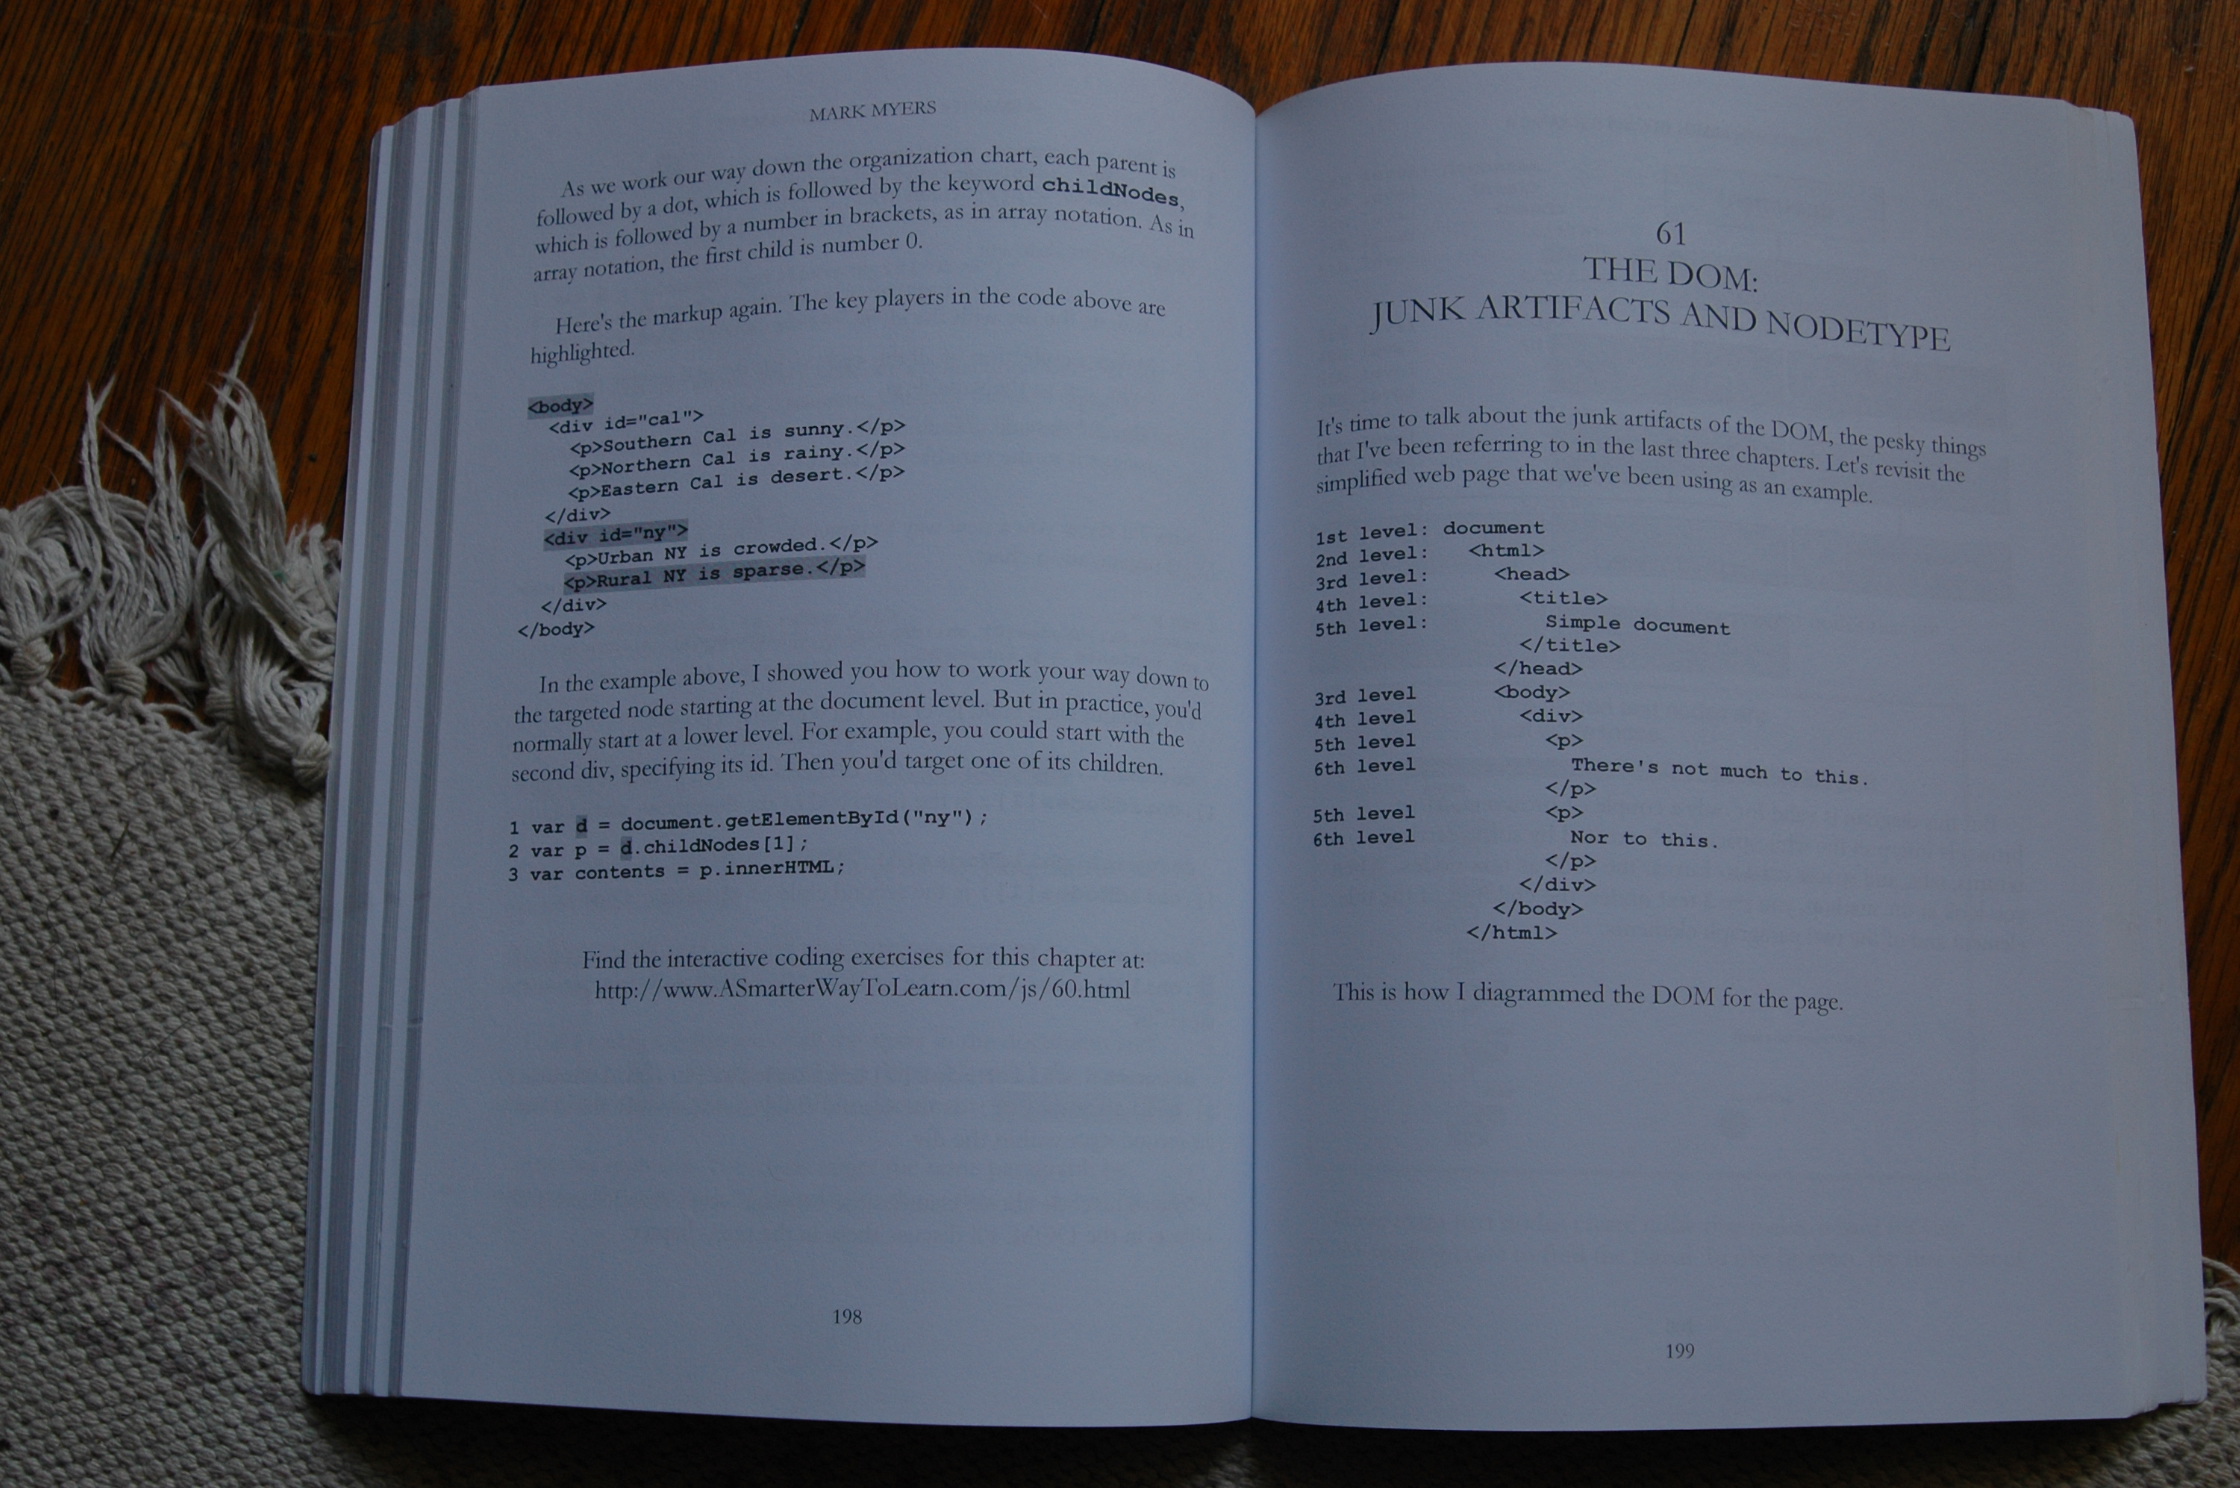 MARK MYERS
As we work our way down the organization chart, each parent is
followed by a dot, which is followed by the keyword childNodes,
which is followed by a number in brackets, as in array notation. As in
array notation, the first child is number 0.
Here's the markup again. The key players in the code above are
highlighted.
<body>
<div id="cal">
<p>Southern Cal is sunny.</p>
<p>Northern Cal is rainy.</p>
<p>Eastern Cal is desert.</p>
</div>
<div id="ny">
<p>Urban NY is crowded.</p>
<p>Rural NY is sparse.</p>
</div>
</body>
In the example above, I showed you how to work your way down to
the targeted node starting at the document level. But in practice, you'd
normally start at a lower level. For example, you could start with the
second div, specifying its id. Then you'd target one of its children.
1 var d = document.getElementById("ny");
2 var p = d.childNodes[1];
3 var contents = p.innerHTML;
Find the interactive coding exercises for this chapter at:
http://www.ASmarterWayToLearn.com/js/60.html
198
61
THE DOM:
JUNK ARTIFACTS AND NODETYPE
It's time to talk about the junk artifacts of the DOM, the pesky things
that I've been referring to in the last three chapters. Let's revisit the
simplified web page that we've been using as an example.
1st level: document
2nd level: <html>
3rd level: <head>
4th level: <title>
5th level: Simple document
</title>
</head>
3rd level <body>
4th level <div>
5th level <p>
6th level There's not much to this.
</p>
5th level <p>
6th level Nor to this.
</p>
</div>
</body>
</html>
This is how I diagrammed the DOM for the page.
199